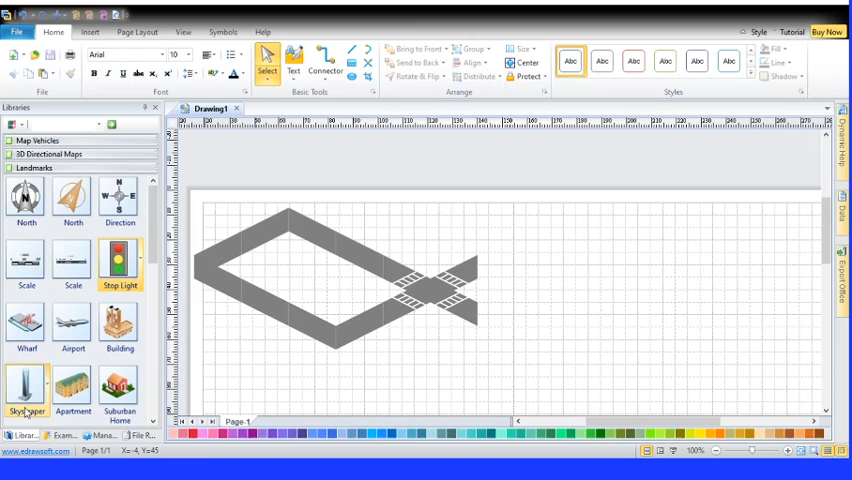 File Home Insert Page Layout View Symbols Help Style Tutorial Buy Now
Arial 10 Bring to Front Group Size Abc Abc Abc Abc Abc Abc Fill
Select Text Connector Send to Back Align Center Line
B I U abc X₂ X² A Rotate & Flip Distribute Protect Shadow
File Font Basic Tools Arrange Styles
Libraries Drawing1
Map Vehicles
3D Directional Maps
Landmarks
North North Direction
N W E S
Scale Scale Stop Light
Wharf Airport Building
Skyscraper Apartment Suburban Home
Dynamic Help
Data
Export Office
Page-1
Librar... Exam... Mana... File R...
www.edrawsoft.com Page 1/1 X=-4, Y=45 100%